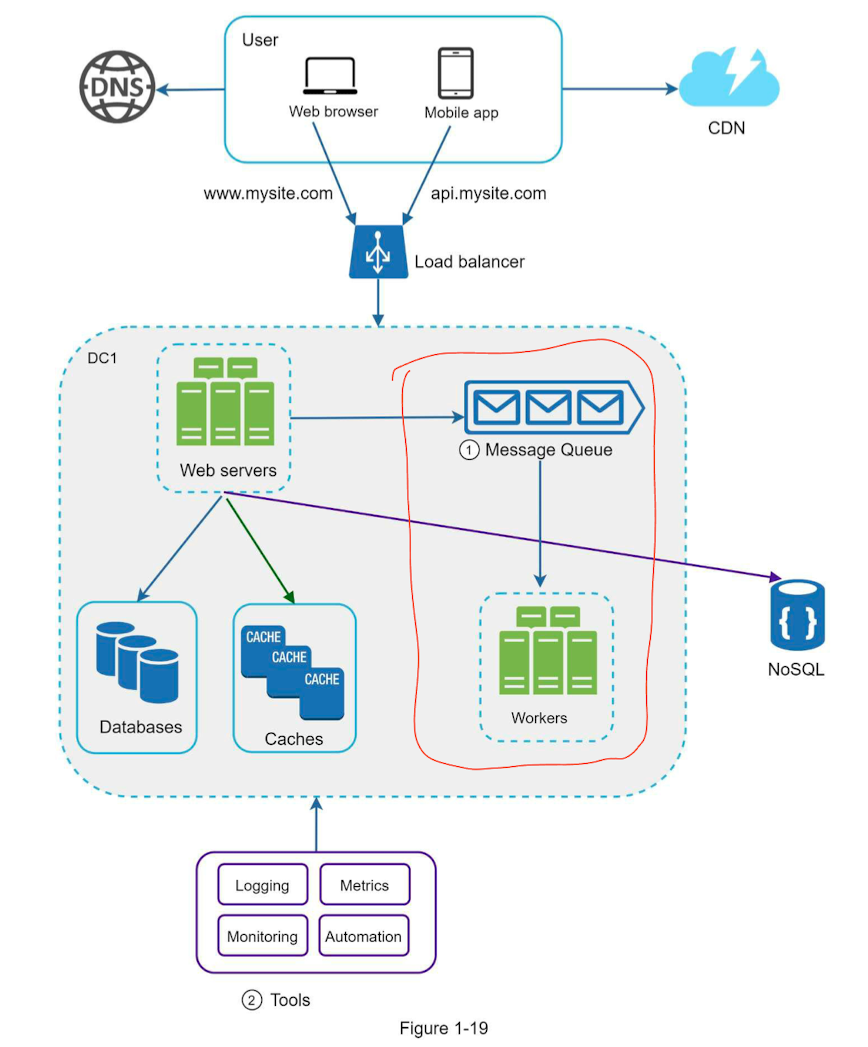 User
DNS
Web browser
Mobile app
CDN
www.mysite.com
api.mysite.com
Load balancer
DC1
Web servers
1 Message Queue
CACHE
CACHE
CACHE
Databases
Caches
Workers
{ }
NoSQL
Logging
Metrics
Monitoring
Automation
2 Tools
Figure 1-19